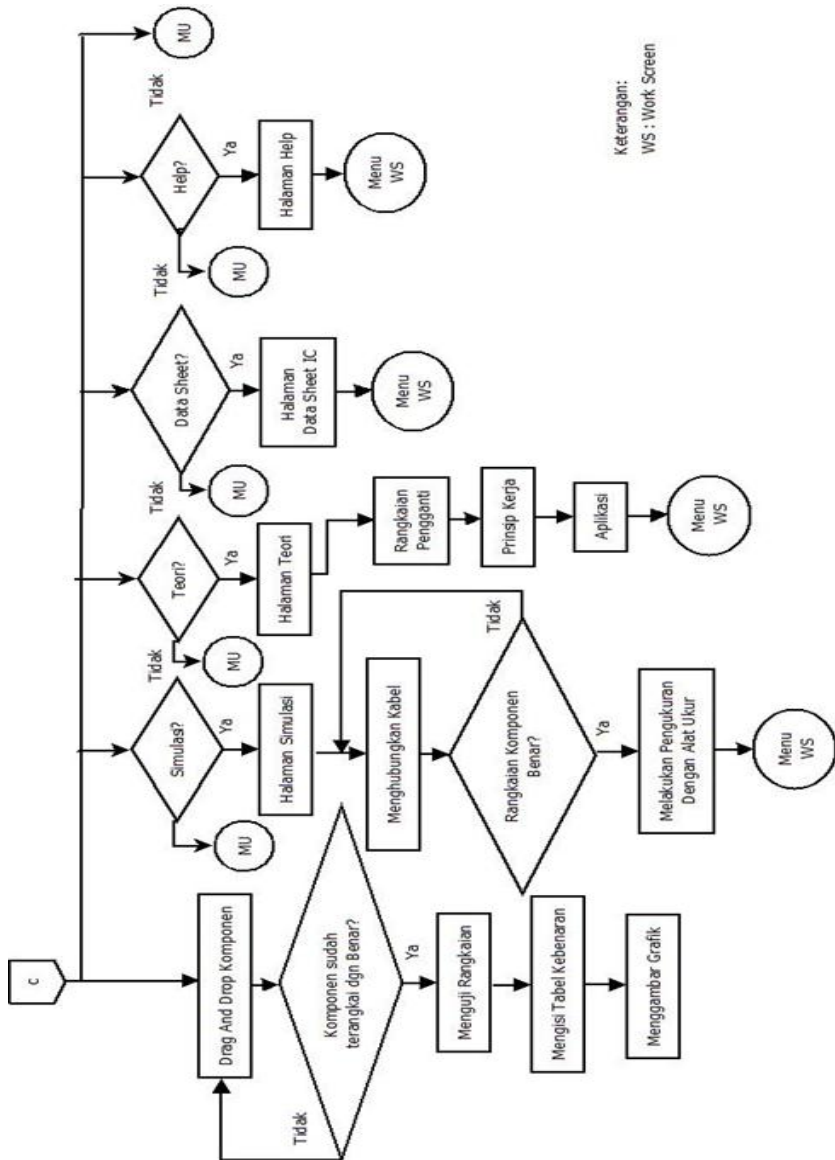 C
Drag And Drop Komponen
Tidak
Komponen sudah
terangkai dgn Benar?
Ya
Menguji Rangkaian
Mengisi Tabel Kebenaran
Menggambar Grafik
Simulasi?
Tidak
MU
Ya
Halaman Simulasi
Menghubungkan Kabel
Rangkaian Komponen
Benar?
Tidak
Ya
Melakukan Pengukuran
Dengan Alat Ukur
Menu
WS
Teori?
Tidak
MU
Ya
Halaman Teori
Rangkaian
Pengganti
Prinsip Kerja
Aplikasi
Menu
WS
Data Sheet?
Tidak
MU
Ya
Halaman
Data Sheet IC
Menu
WS
Help?
Tidak
MU
Ya
Halaman Help
Menu
WS
Tidak
MU
Keterangan:
WS : Work Screen